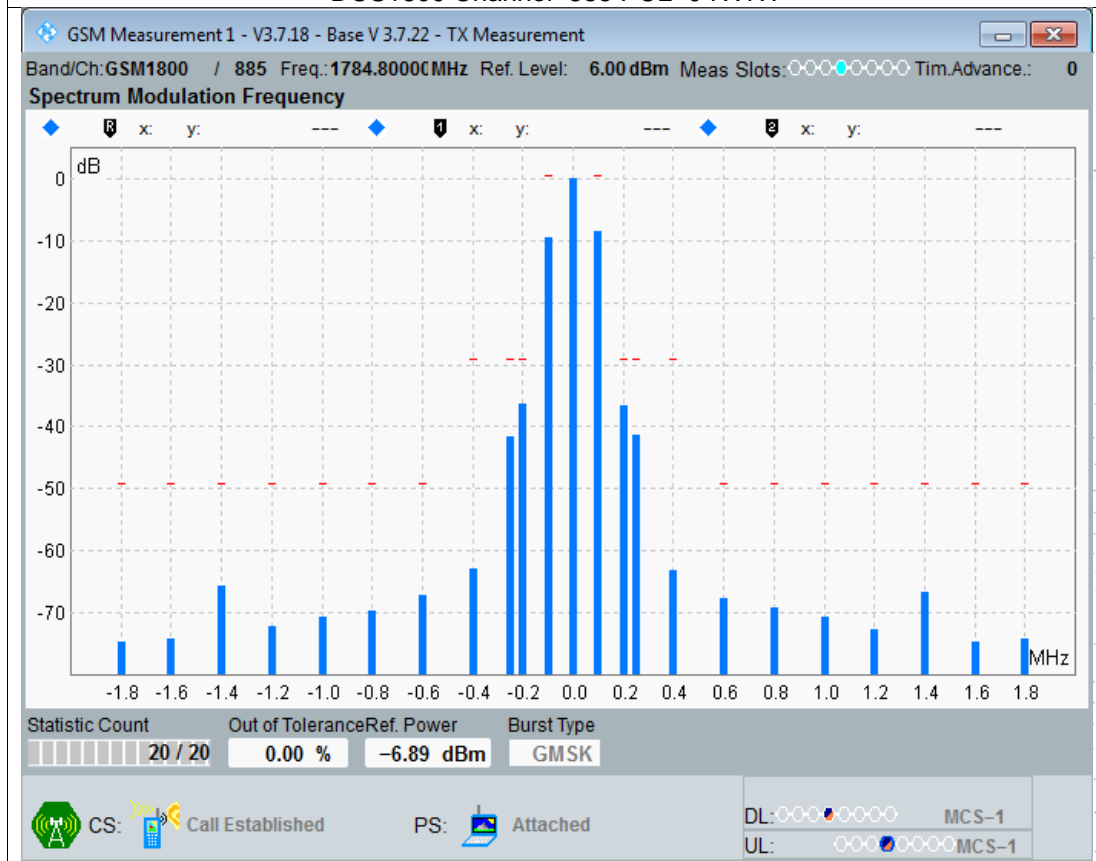 GSM Measurement 1 - V3.7.18 - Base V 3.7.22 - TX Measurement
Band/Ch:GSM1800 / 885 Freq.:1784.80000MHz Ref. Level: 6.00 dBm Meas Slots: Tim.Advance.: 0
Spectrum Modulation Frequency
R x: y: --- 1 x: y: --- 2 x: y: ---
dB
0
-10
-20
-30
-40
-50
-60
-70
MHz
-1.8 -1.6 -1.4 -1.2 -1.0 -0.8 -0.6 -0.4 -0.2 0.0 0.2 0.4 0.6 0.8 1.0 1.2 1.4 1.6 1.8
Statistic Count Out of Tolerance Ref. Power Burst Type
20 / 20 0.00 % −6.89 dBm GMSK
CS: Call Established PS: Attached
DL: MCS−1
UL: MCS−1